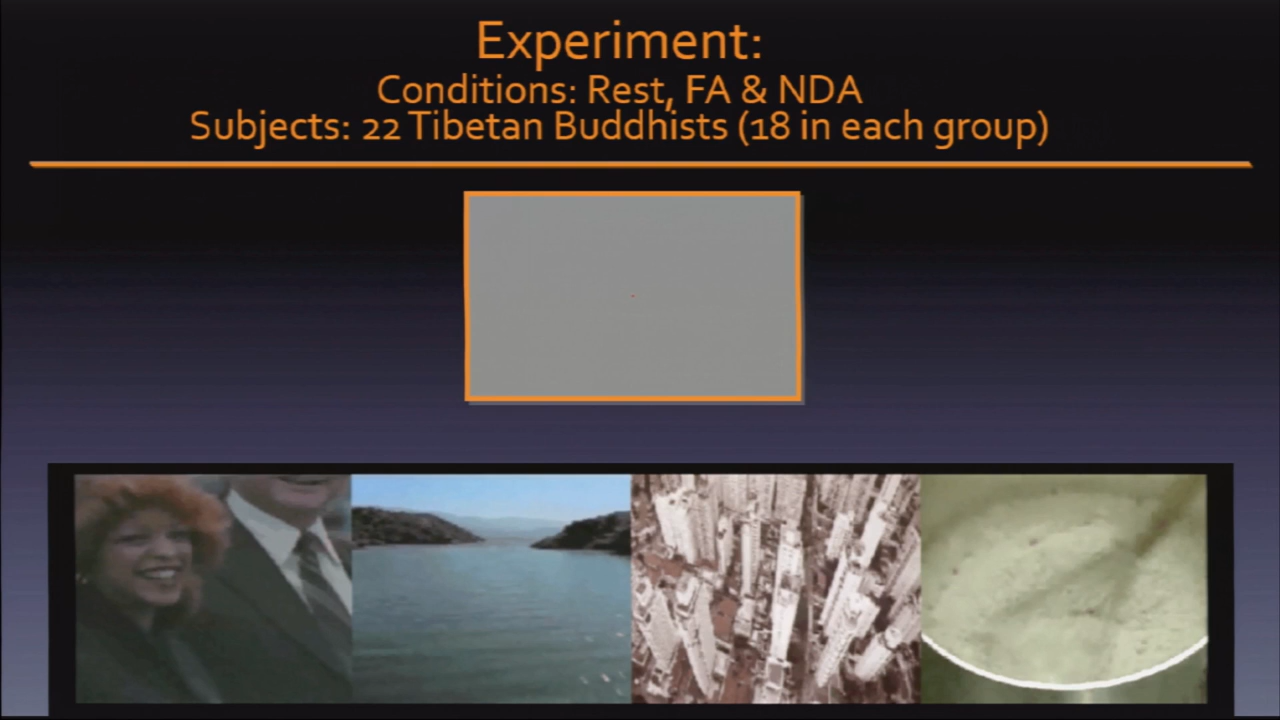 Experiment:
Conditions: Rest, FA & NDA
Subjects: 22 Tibetan Buddhists (18 in each group)